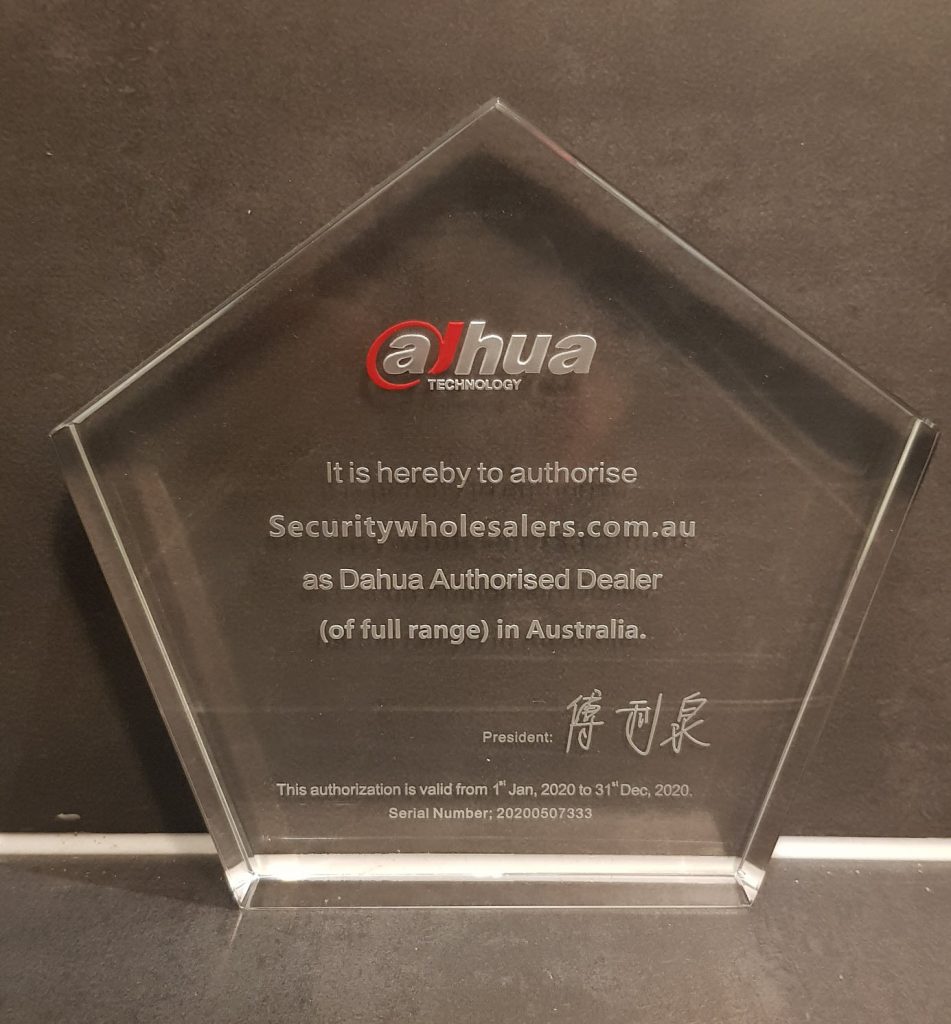 alhua
TECHNOLOGY
It is hereby to authorise
Securitywholesalers.com.au
as Dahua Authorised Dealer
(of full range) in Australia.
President: 傅利泉
This authorization is valid from 1st Jan, 2020 to 31st Dec, 2020.
Serial Number: 20200507333